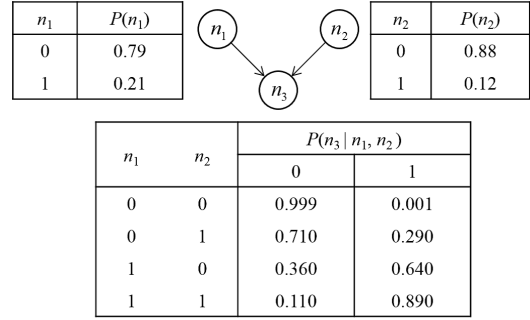 n₁ P(n₁)
0 0.79
1 0.21
n₁
n₂
n₃
n₂ P(n₂)
0 0.88
1 0.12
n₁ n₂ P(n₃ | n₁, n₂)
0 1
0 0 0.999 0.001
0 1 0.710 0.290
1 0 0.360 0.640
1 1 0.110 0.890